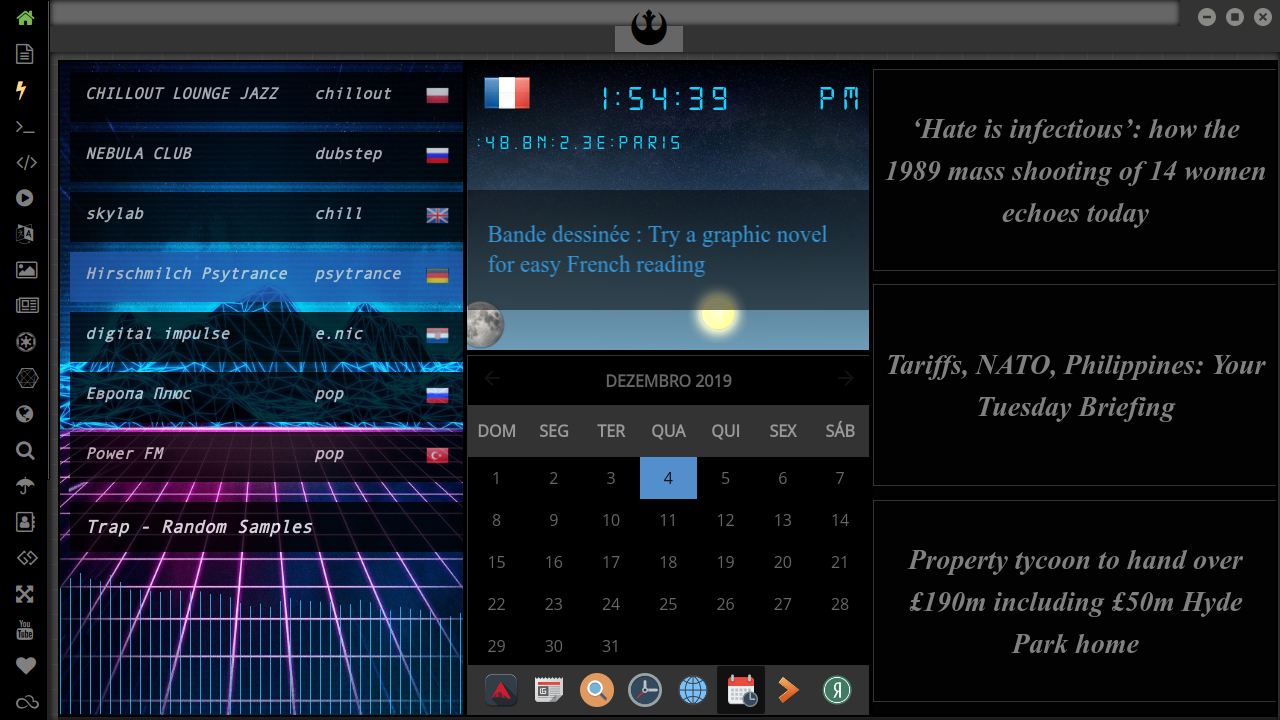 CHILLOUT LOUNGE JAZZ chillout
NEBULA CLUB dubstep
skylab chill
Hirschmilch Psytrance psytrance
digital impulse e.nic
Европа Плюс pop
Power FM pop
Trap - Random Samples
1:54:39 PM
:48.8N:2.3E:PARIS
Bande dessinée : Try a graphic novel
for easy French reading
DEZEMBRO 2019
DOM SEG TER QUA QUI SEX SÁB
1 2 3 4 5 6 7
8 9 10 11 12 13 14
15 16 17 18 19 20 21
22 23 24 25 26 27 28
29 30 31
‘Hate is infectious’: how the
1989 mass shooting of 14 women
echoes today
Tariffs, NATO, Philippines: Your
Tuesday Briefing
Property tycoon to hand over
£190m including £50m Hyde
Park home
You
Tube
Я